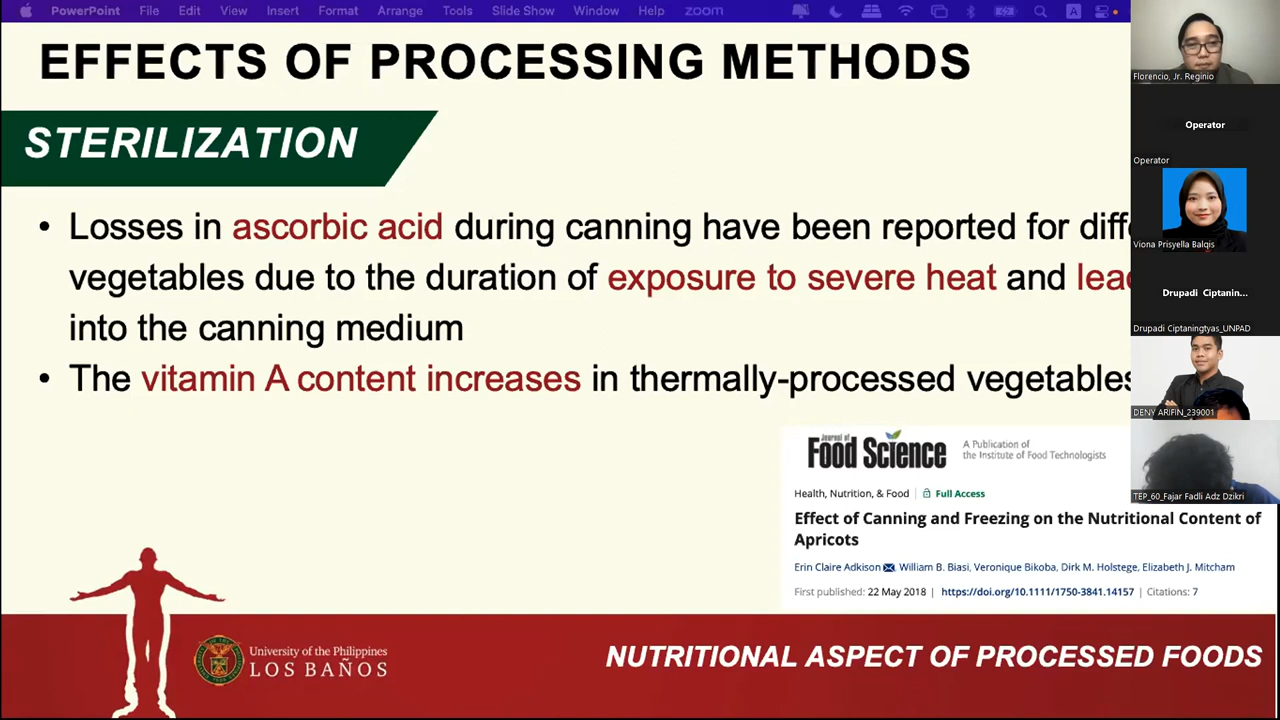 PowerPoint File Edit View Insert Format Arrange Tools Slide Show Window Help zoom
EFFECTS OF PROCESSING METHODS
STERILIZATION
• Losses in ascorbic acid during canning have been reported for diff
vegetables due to the duration of exposure to severe heat and lea
into the canning medium
• The vitamin A content increases in thermally-processed vegetables
Journal of
Food Science
A Publication of
the Institute of Food Technologists
Health, Nutrition, & Food | Full Access
Effect of Canning and Freezing on the Nutritional Content of
Apricots
Erin Claire Adkison, William B. Biasi, Veronique Bikoba, Dirk M. Holstege, Elizabeth J. Mitcham
First published: 22 May 2018 | https://doi.org/10.1111/1750-3841.14157 | Citations: 7
University of the Philippines
LOS BAÑOS
NUTRITIONAL ASPECT OF PROCESSED FOODS
Florencio, Jr. Reginio
Operator
Operator
Viona Prisyella Balqis
Drupadi Ciptanin...
Drupadi Ciptaningtyas_UNPAD
DENY ARIFIN_239001
TEP_60_Fajar Fadli Adz Dzikri